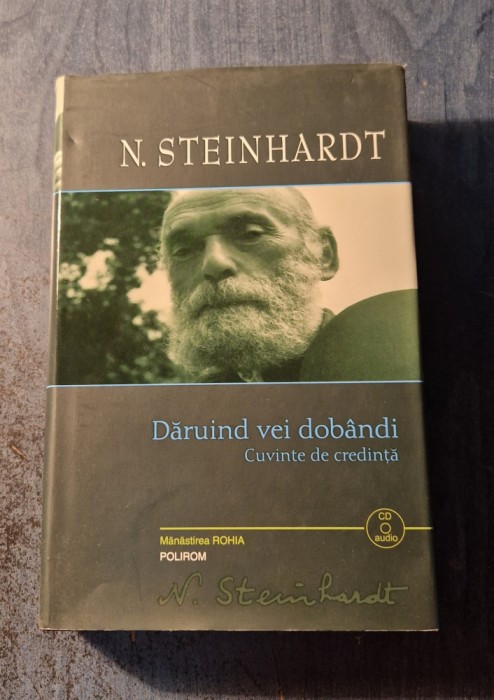 N. STEINHARDT
Dăruind vei dobândi
Cuvinte de credință
CD
audio
Mănăstirea ROHIA
POLIROM
N. Steinhardt